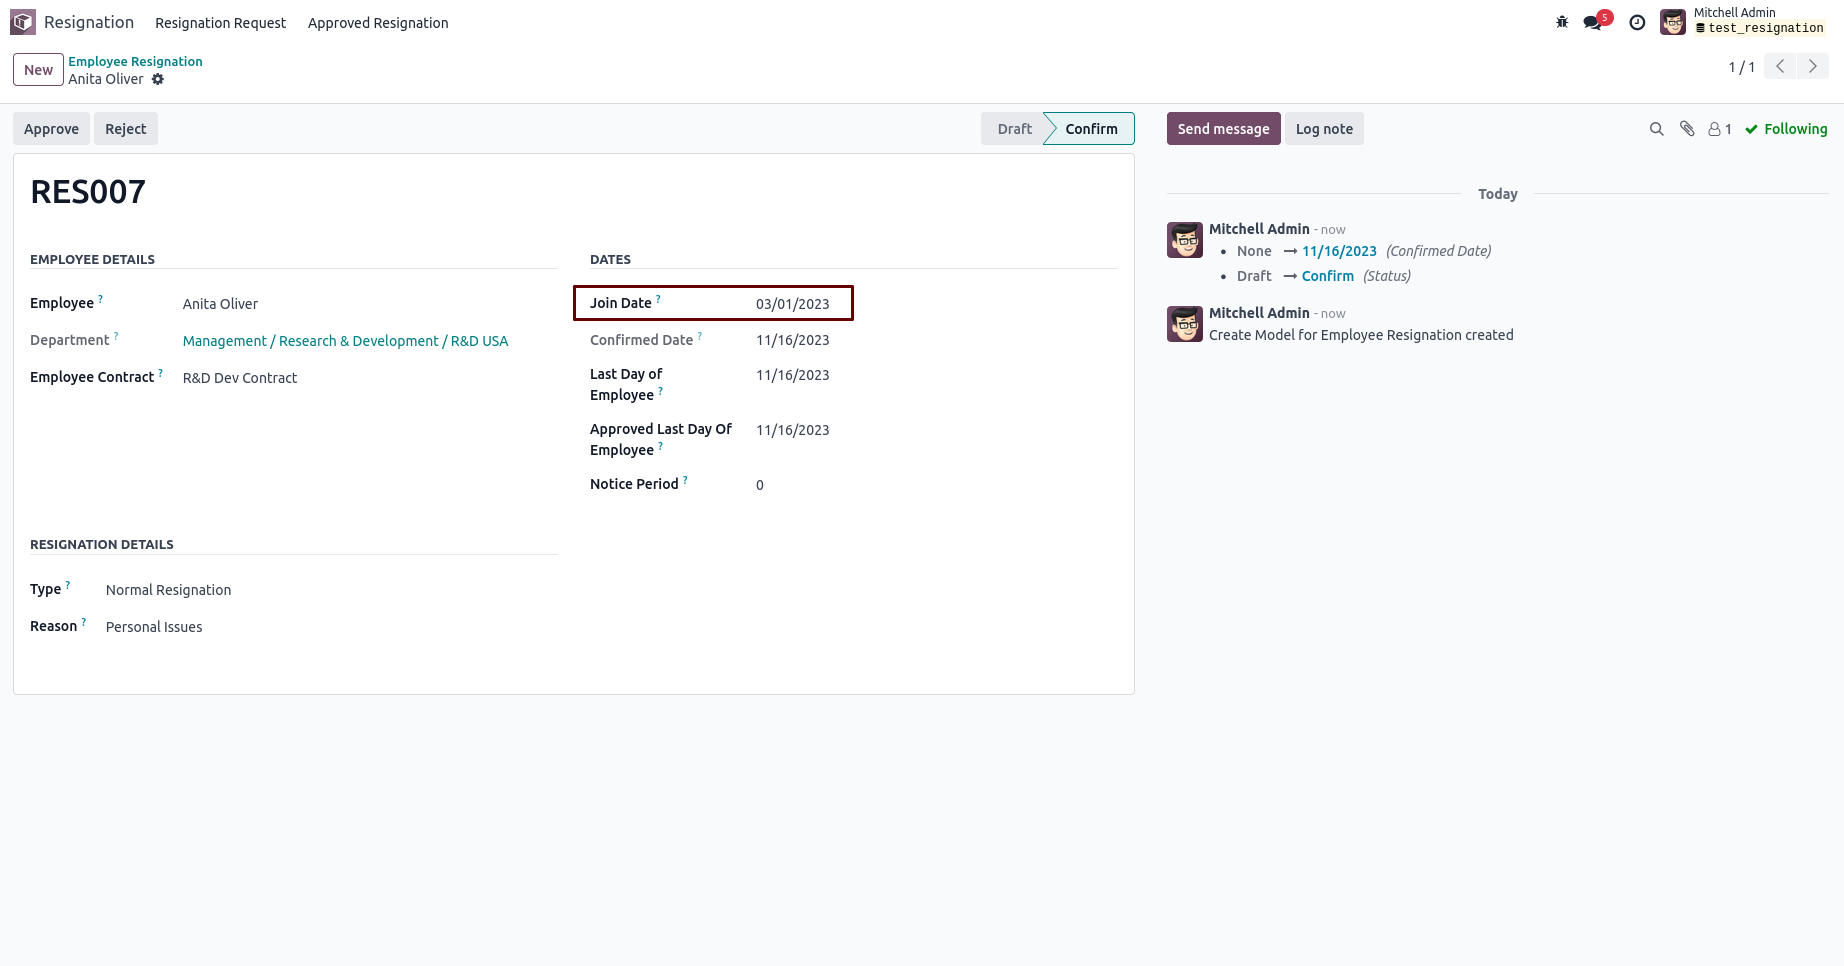 Resignation Resignation Request Approved Resignation 5 Mitchell Admin
test_resignation
New Employee Resignation
Anita Oliver 1 / 1
Approve Reject Draft Confirm Send message Log note 1 Following
RES007
Today
EMPLOYEE DETAILS
Employee ? Anita Oliver
Department ? Management / Research & Development / R&D USA
Employee Contract ? R&D Dev Contract
DATES
Join Date ? 03/01/2023
Confirmed Date ? 11/16/2023
Last Day of
Employee ? 11/16/2023
Approved Last Day Of
Employee ? 11/16/2023
Notice Period ? 0
RESIGNATION DETAILS
Type ? Normal Resignation
Reason ? Personal Issues
Mitchell Admin - now
• None → 11/16/2023 (Confirmed Date)
• Draft → Confirm (Status)
Mitchell Admin - now
Create Model for Employee Resignation created